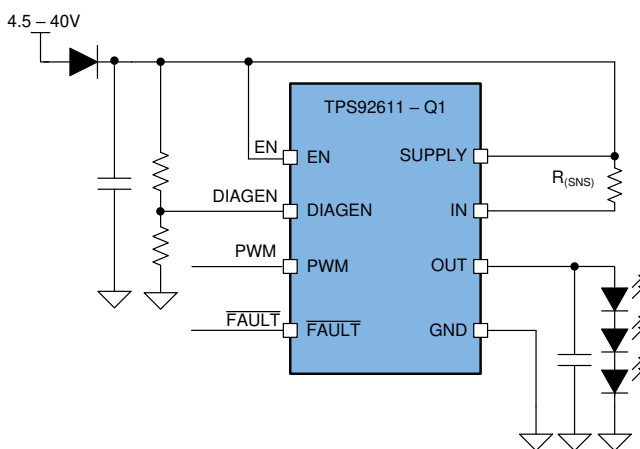 4.5 – 40V
TPS92611 – Q1
EN
EN
SUPPLY
R(SNS)
DIAGEN
DIAGEN
IN
PWM
PWM
OUT
FAULT
FAULT
GND